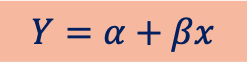 Y = α + βx